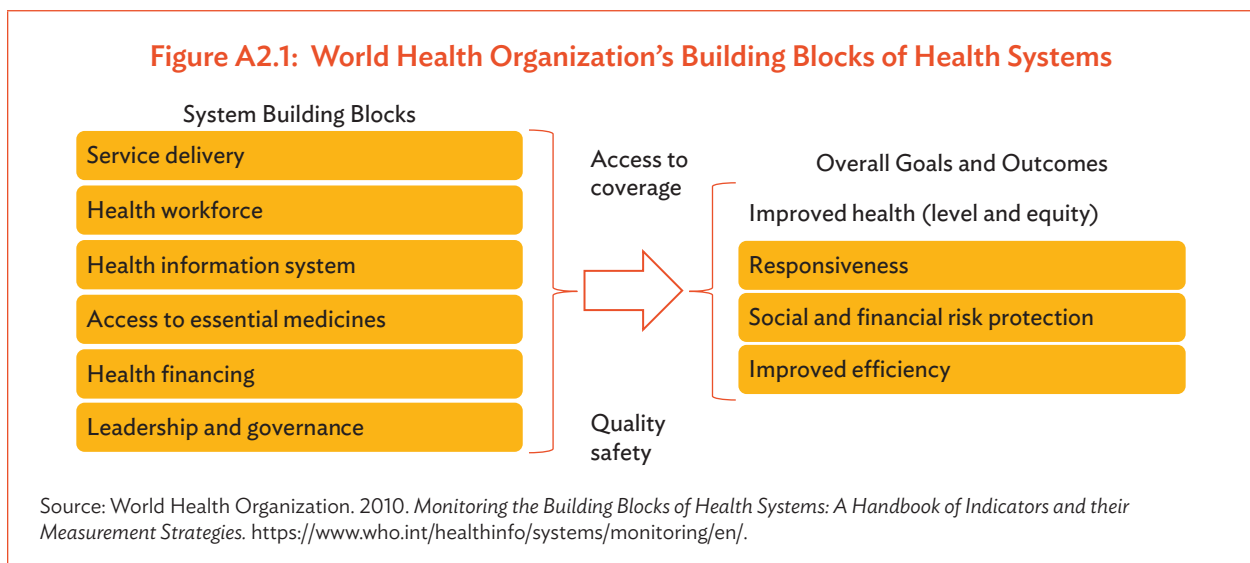 Figure A2.1: World Health Organization’s Building Blocks of Health Systems
System Building Blocks
Service delivery
Health workforce
Health information system
Access to essential medicines
Health financing
Leadership and governance
Access to
coverage
Quality
safety
Overall Goals and Outcomes
Improved health (level and equity)
Responsiveness
Social and financial risk protection
Improved efficiency
Source: World Health Organization. 2010. Monitoring the Building Blocks of Health Systems: A Handbook of Indicators and their
Measurement Strategies. https://www.who.int/healthinfo/systems/monitoring/en/.